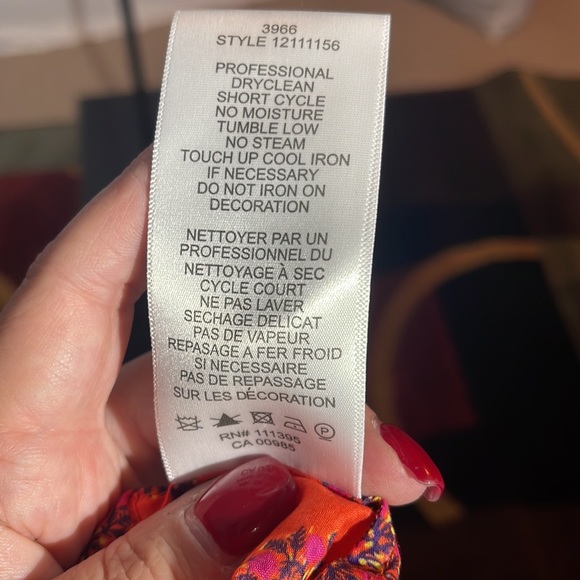 3966
STYLE 12111156
PROFESSIONAL
DRYCLEAN
SHORT CYCLE
NO MOISTURE
TUMBLE LOW
NO STEAM
TOUCH UP COOL IRON
IF NECESSARY
DO NOT IRON ON
DECORATION
NETTOYER PAR UN
PROFESSIONEL DU
NETTOYAGE À SEC
CYCLE COURT
NE PAS LAVER
SECHAGE DELICAT
PAS DE VAPEUR
REPASAGE A FER FROID
SI NECESSAIRE
PAS DE REPASSAGE
SUR LES DÉCORATION
P
RN# 111395
CA 00985